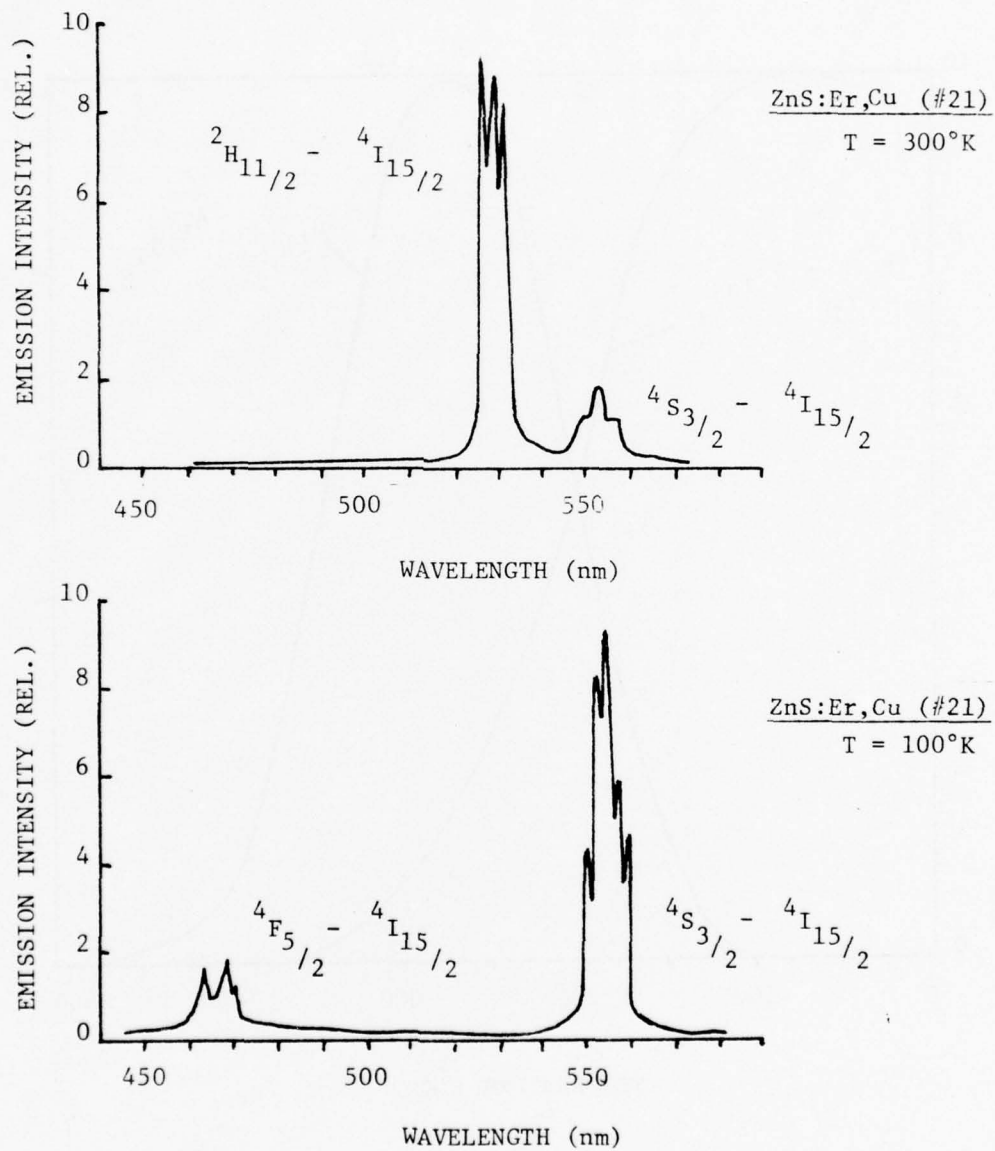 EMISSION INTENSITY (REL.)
10
8
6
4
2
0
²H₁₁/₂ - ⁴I₁₅/₂
ZnS:Er,Cu (#21)
T = 300°K
⁴S₃/₂ - ⁴I₁₅/₂
450 500 550
WAVELENGTH (nm)
EMISSION INTENSITY (REL.)
10
8
6
4
2
0
ZnS:Er,Cu (#21)
T = 100°K
⁴F₅/₂ - ⁴I₁₅/₂
⁴S₃/₂ - ⁴I₁₅/₂
450 500 550
WAVELENGTH (nm)